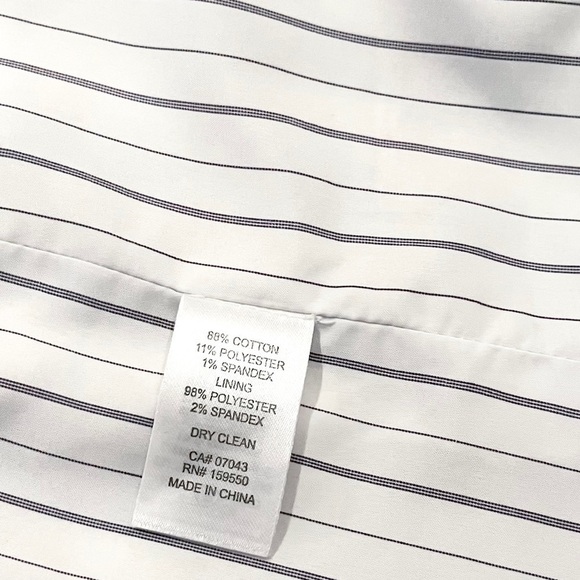 88% COTTON
11% POLYESTER
1% SPANDEX
LINING
98% POLYESTER
2% SPANDEX
DRY CLEAN
CA# 07043
RN# 159550
MADE IN CHINA